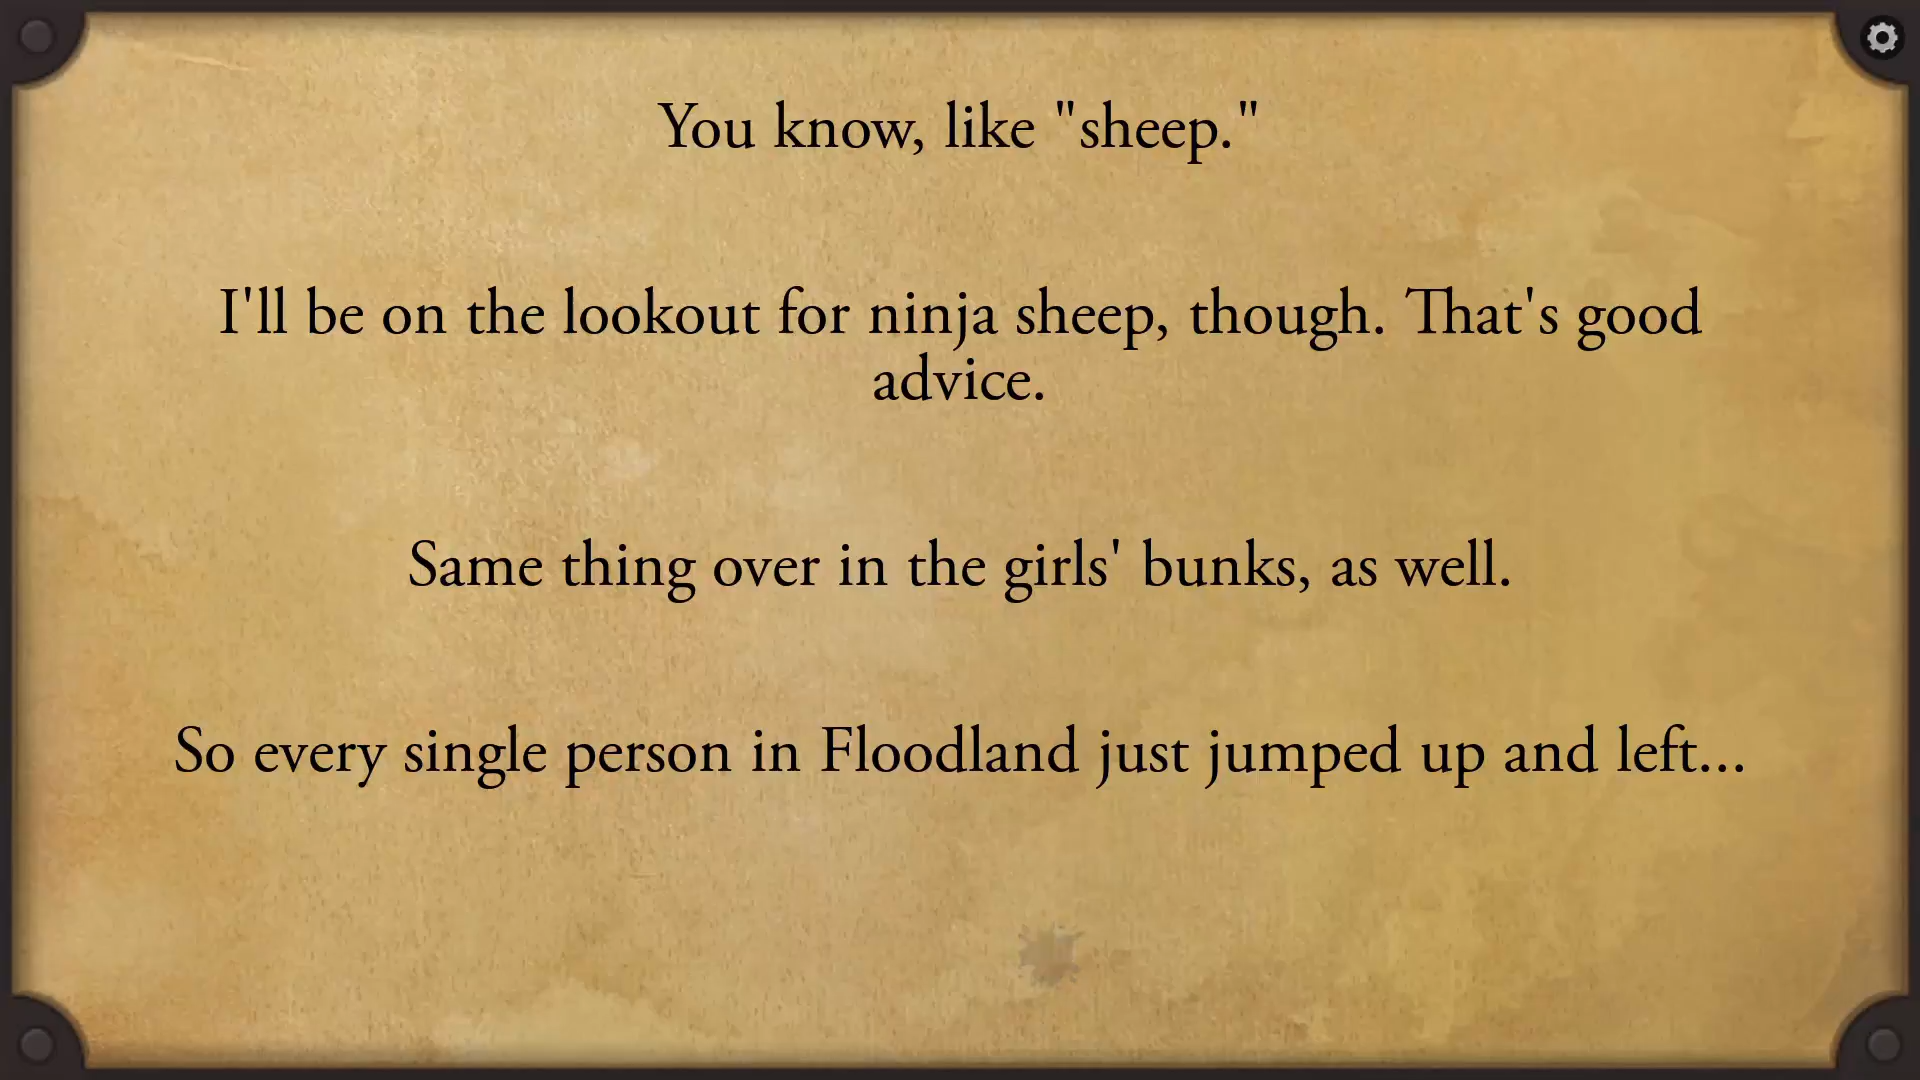 You know, like "sheep."
I'll be on the lookout for ninja sheep, though. That's good
advice.
Same thing over in the girls' bunks, as well.
So every single person in Floodland just jumped up and left...